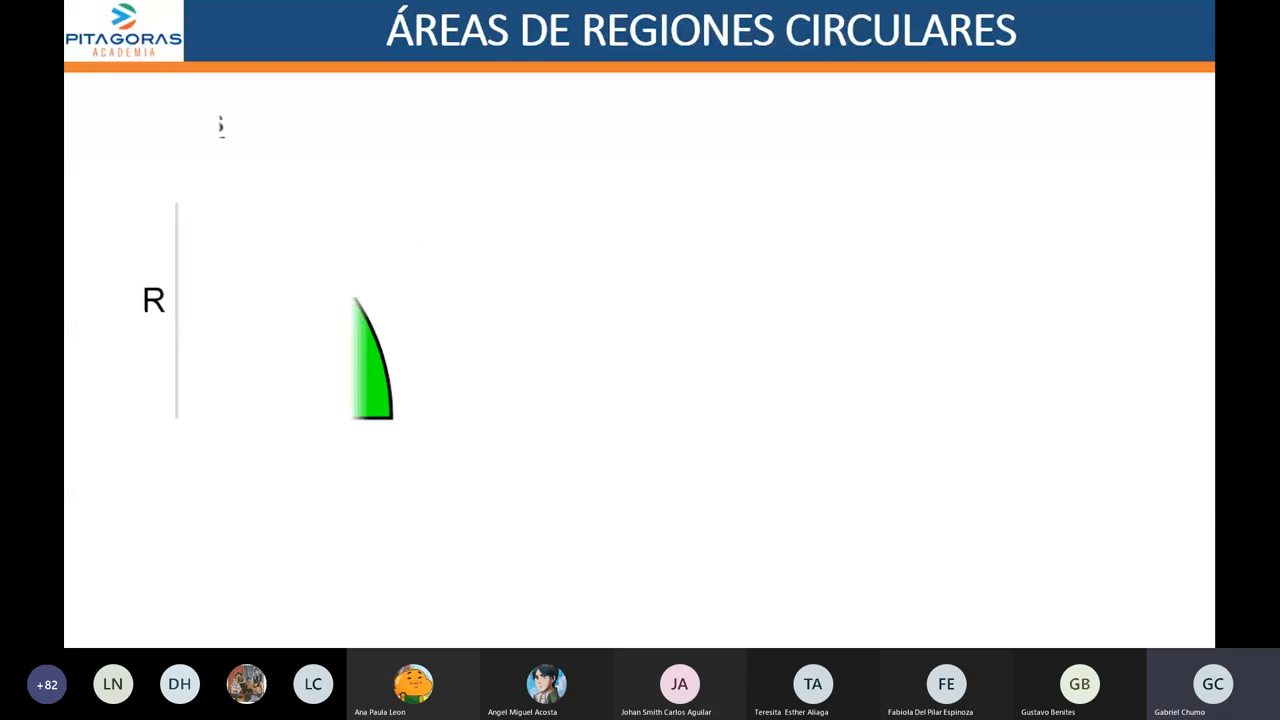 PITAGORAS
ACADEMIA
ÁREAS DE REGIONES CIRCULARES
R
+82
LN
DH
LC
JA
TA
FE
GB
GC
Ana Paula Leon
Angel Miguel Acosta
Johan Smith Carlos Aguilar
Teresita Esther Aliaga
Fabiola Del Pilar Espinoza
Gustavo Benites
Gabriel Chumo